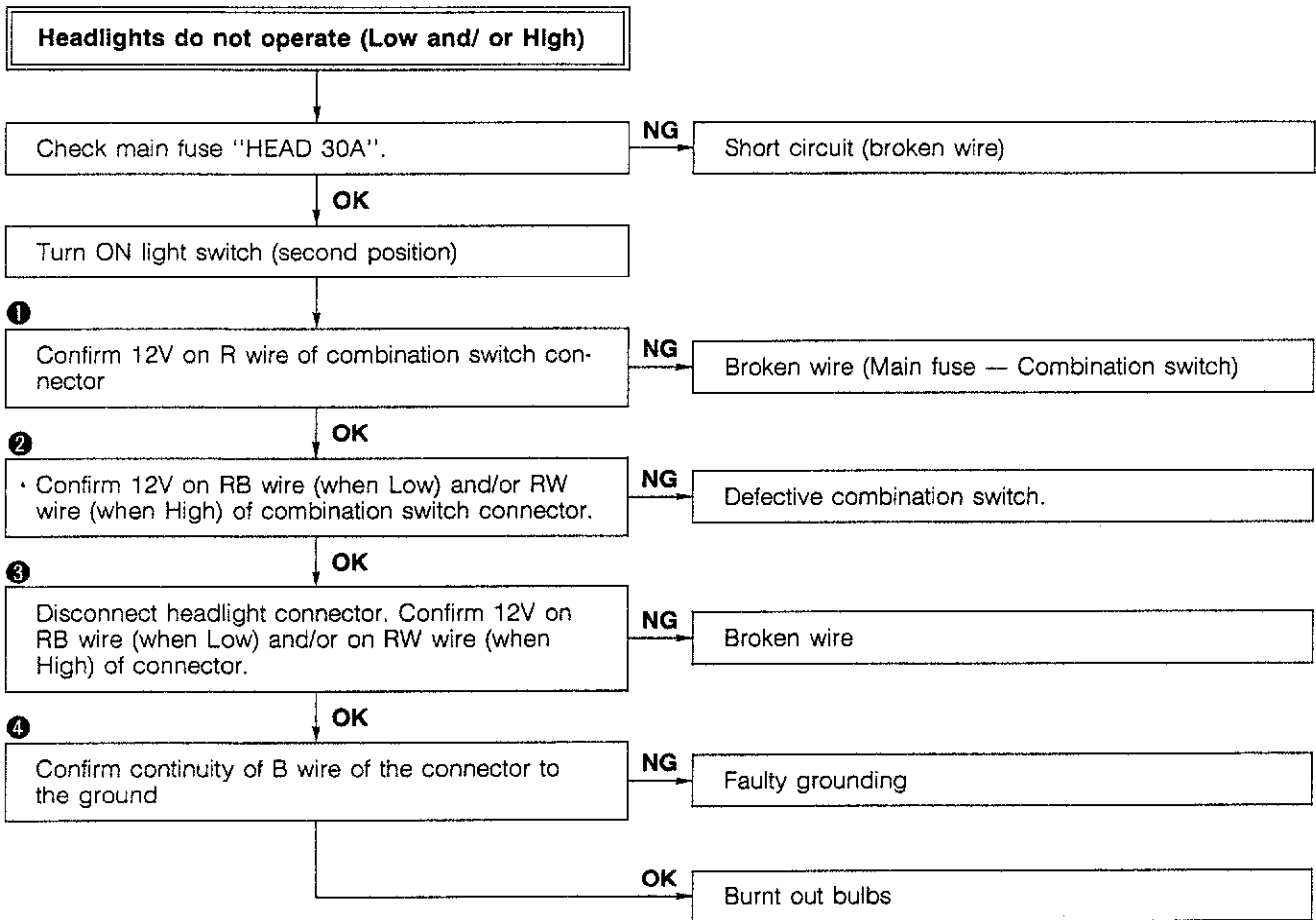 Headlights do not operate (Low and/ or High)
Check main fuse "HEAD 30A".
NG
Short circuit (broken wire)
OK
Turn ON light switch (second position)
❶
Confirm 12V on R wire of combination switch con-
nector
NG
Broken wire (Main fuse — Combination switch)
OK
❷
Confirm 12V on RB wire (when Low) and/or RW
wire (when High) of combination switch connector.
NG
Defective combination switch.
OK
❸
Disconnect headlight connector. Confirm 12V on
RB wire (when Low) and/or on RW wire (when
High) of connector.
NG
Broken wire
OK
❹
Confirm continuity of B wire of the connector to
the ground
NG
Faulty grounding
OK
Burnt out bulbs